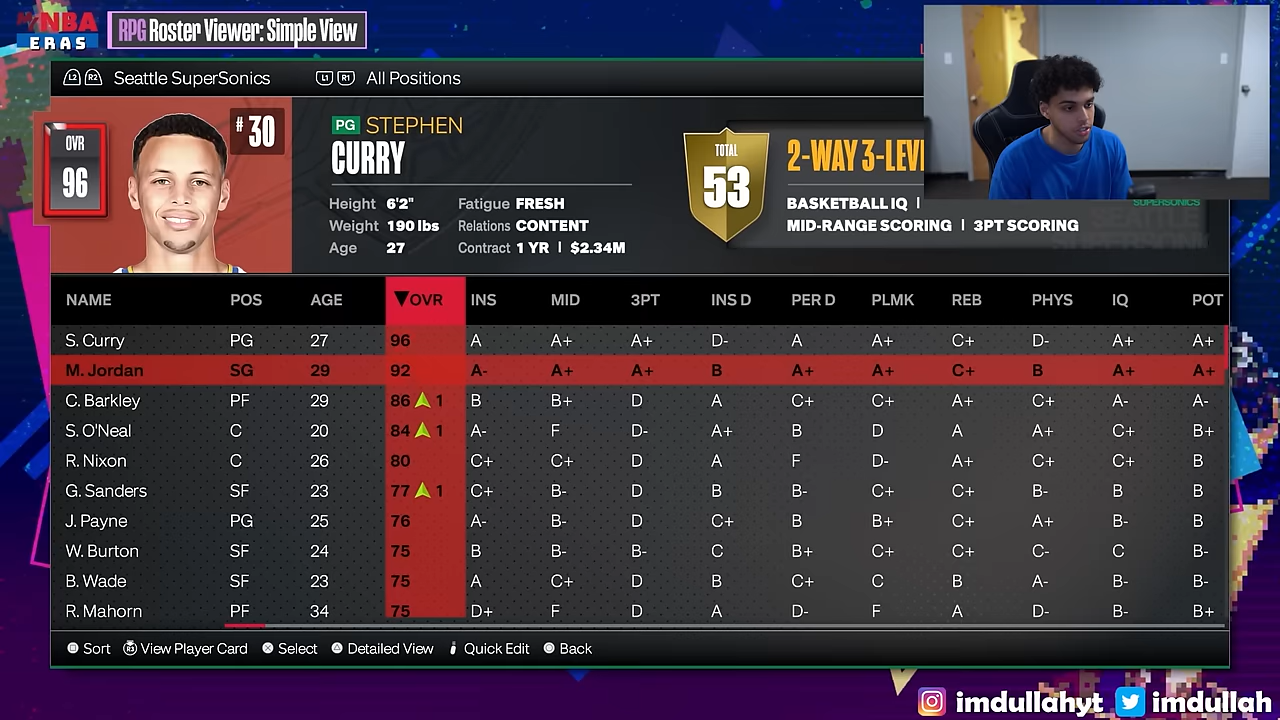 MyNBA
ERAS
RPG Roster Viewer: Simple View
L2 R2 Seattle SuperSonics L1 R1 All Positions
OVR
96
#30
PG STEPHEN
CURRY
Height 6'2" Fatigue FRESH
Weight 190 lbs Relations CONTENT
Age 27 Contract 1 YR | $2.34M
TOTAL
53
2-WAY 3-LEV
BASKETBALL IQ |
MID-RANGE SCORING | 3PT SCORING
SUPERSONICS
NAME POS AGE ▼OVR INS MID 3PT INS D PER D PLMK REB PHYS IQ POT
S. Curry PG 27 96 A A+ A+ D- A A+ C+ D- A+ A+
M. Jordan SG 29 92 A- A+ A+ B A+ A+ C+ B A+ A+
C. Barkley PF 29 86 1 B B+ D A C+ C+ A+ C+ A- A-
S. O'Neal C 20 84 1 A- F D- A+ B D A A+ C+ B+
R. Nixon C 26 80 C+ C+ D A F D- A+ C+ C+ B
G. Sanders SF 23 77 1 C+ B- D B B- C+ C+ B- B B
J. Payne PG 25 76 A- B- D C+ B B+ C+ A+ B- B
W. Burton SF 24 75 B B- B- C B+ C+ C+ C- C B-
B. Wade SF 23 75 A C+ D B C+ C B A- B- B-
R. Mahorn PF 34 75 D+ F D A D- F A D- B- B+
Sort View Player Card Select Detailed View Quick Edit Back
imdullahyt imdullah